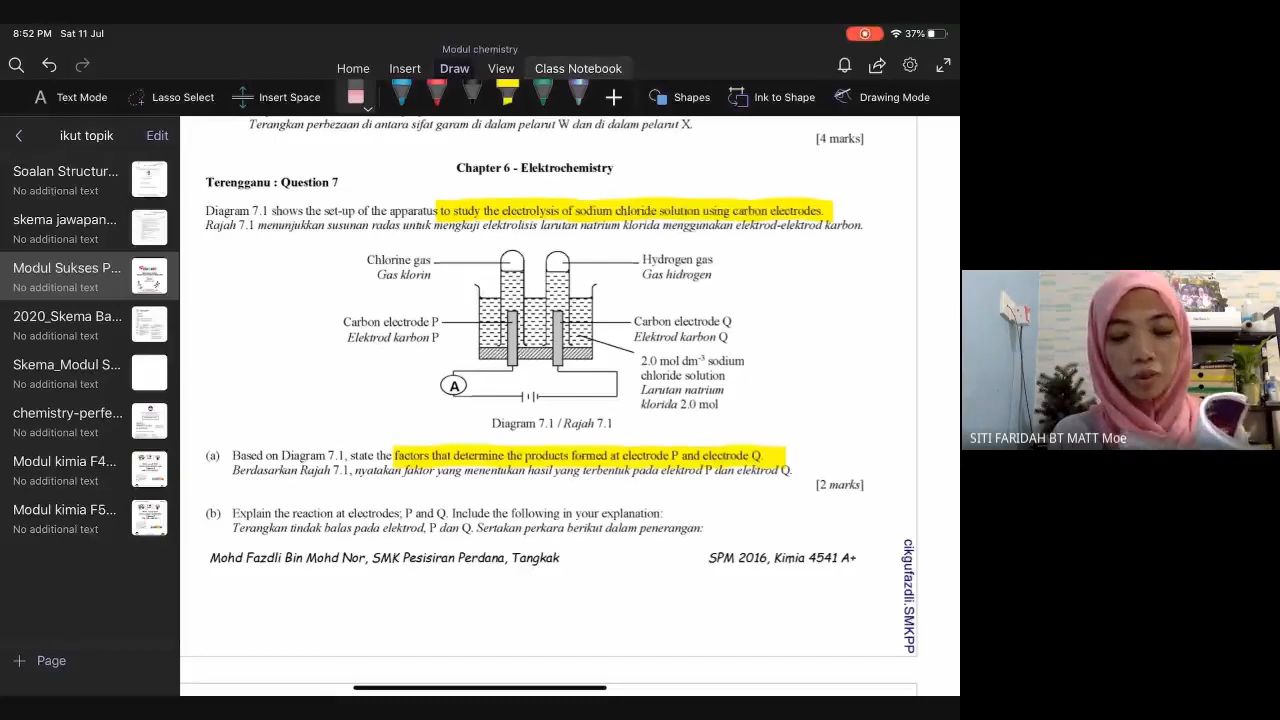 8:52 PM Sat 11 Jul
37%
Modul chemistry
Home Insert Draw View Class Notebook
Text Mode Lasso Select Insert Space Shapes Ink to Shape Drawing Mode
ikut topik Edit
Soalan Structur...
No additional text
skema jawapan...
No additional text
Modul Sukses P...
No additional text
2020_Skema Ba...
No additional text
Skema_Modul S...
No additional text
chemistry-perfe...
No additional text
Modul kimia F4...
No additional text
Modul kimia F5...
No additional text
Page
Terangkan perbezaan di antara sifat garam di dalam pelarut W dan di dalam pelarut X.
[4 marks]
Chapter 6 - Elektrochemistry
Terengganu : Question 7
Diagram 7.1 shows the set-up of the apparatus to study the electrolysis of sodium chloride solution using carbon electrodes.
Rajah 7.1 menunjukkan susunan radas untuk mengkaji elektrolisis larutan natrium klorida menggunakan elektrod-elektrod karbon.
Chlorine gas
Gas klorin
Hydrogen gas
Gas hidrogen
Carbon electrode P
Elektrod karbon P
Carbon electrode Q
Elektrod karbon Q
2.0 mol dm⁻³ sodium
chloride solution
Larutan natrium
klorida 2.0 mol
A
Diagram 7.1 / Rajah 7.1
(a) Based on Diagram 7.1, state the factors that determine the products formed at electrode P and electrode Q.
Berdasarkan Rajah 7.1, nyatakan faktor yang menentukan hasil yang terbentuk pada elektrod P dan elektrod Q.
[2 marks]
(b) Explain the reaction at electrodes; P and Q. Include the following in your explanation:
Terangkan tindak balas pada elektrod, P dan Q. Sertakan perkara berikut dalam penerangan:
Mohd Fazdli Bin Mohd Nor, SMK Pesisiran Perdana, Tangkak SPM 2016, Kimia 4541 A+
cikgufazdli.SMKPP
SITI FARIDAH BT MATT Moe